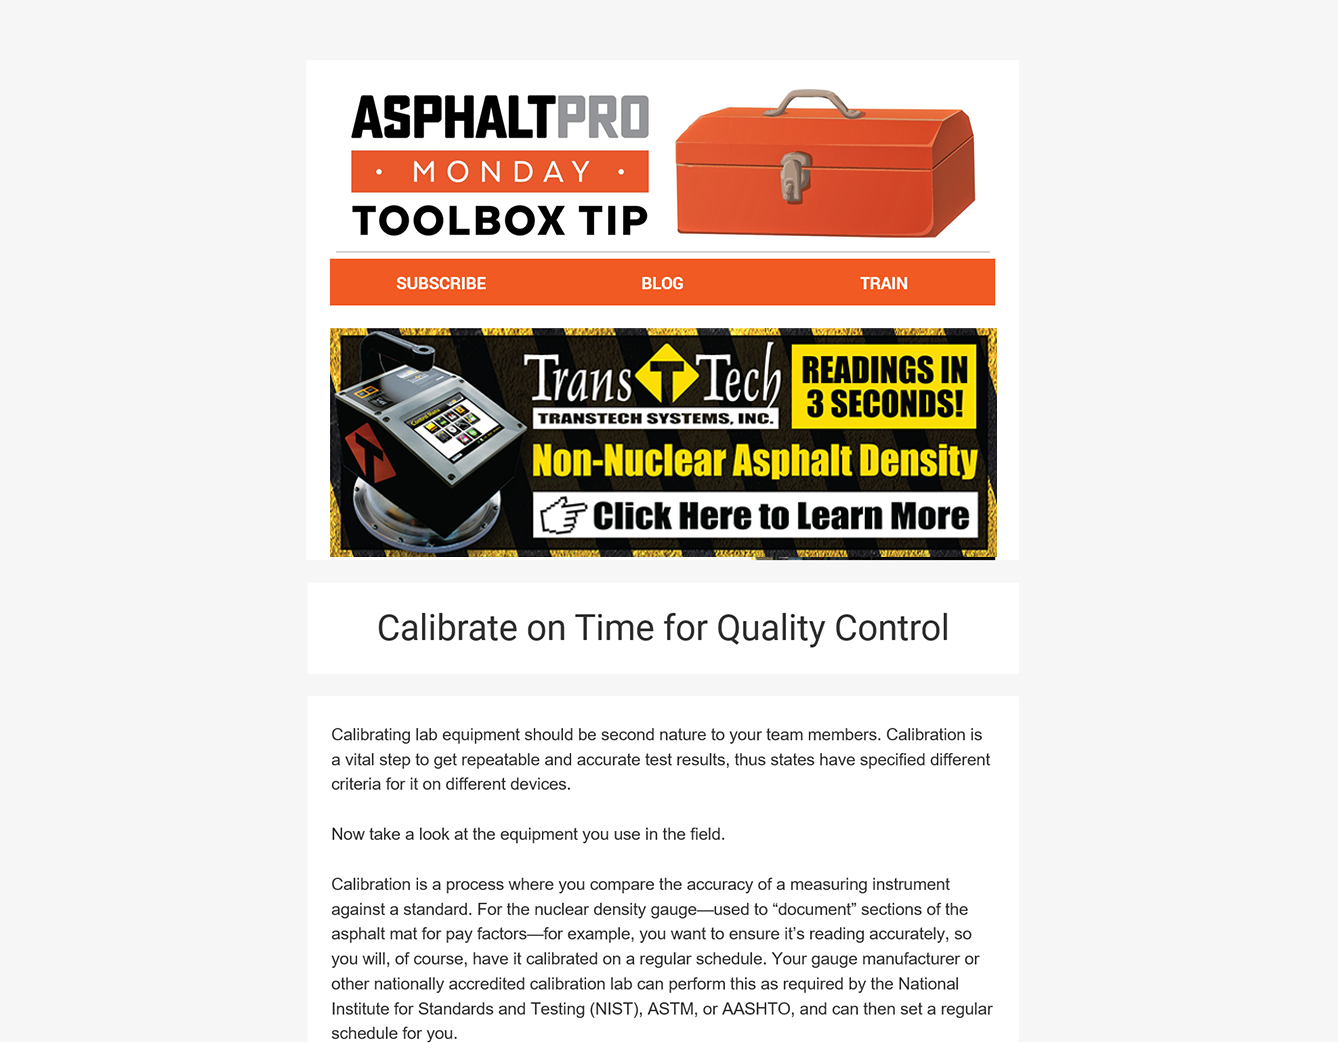 ASPHALTPRO
· MONDAY ·
TOOLBOX TIP
SUBSCRIBE BLOG TRAIN
Trans T Tech
TRANSTECH SYSTEMS, INC.
READINGS IN
3 SECONDS!
Non-Nuclear Asphalt Density
Click Here to Learn More
Calibrate on Time for Quality Control
Calibrating lab equipment should be second nature to your team members. Calibration is
a vital step to get repeatable and accurate test results, thus states have specified different
criteria for it on different devices.
Now take a look at the equipment you use in the field.
Calibration is a process where you compare the accuracy of a measuring instrument
against a standard. For the nuclear density gauge—used to “document” sections of the
asphalt mat for pay factors—for example, you want to ensure it’s reading accurately, so
you will, of course, have it calibrated on a regular schedule. Your gauge manufacturer or
other nationally accredited calibration lab can perform this as required by the National
Institute for Standards and Testing (NIST), ASTM, or AASHTO, and can then set a regular
schedule for you.